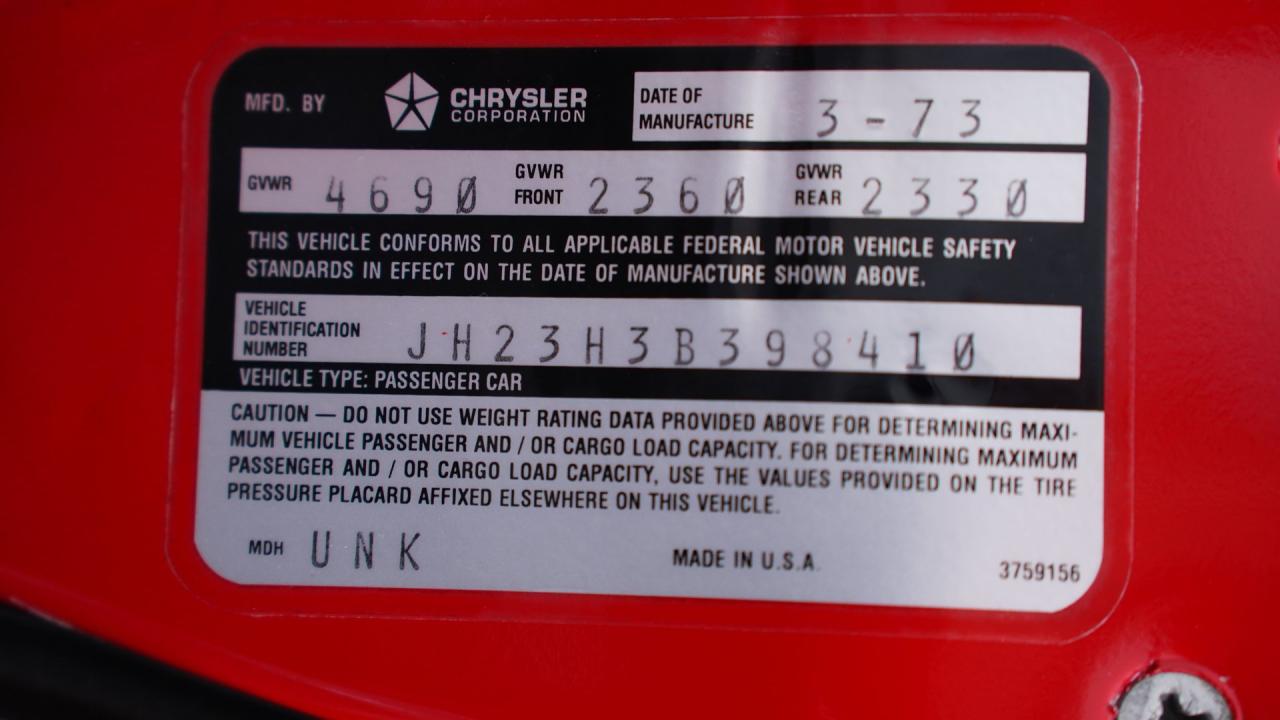 MFD. BY CHRYSLER CORPORATION DATE OF MANUFACTURE 3-73
GVWR 4690 GVWR FRONT 2360 GVWR REAR 2330
THIS VEHICLE CONFORMS TO ALL APPLICABLE FEDERAL MOTOR VEHICLE SAFETY
STANDARDS IN EFFECT ON THE DATE OF MANUFACTURE SHOWN ABOVE.
VEHICLE IDENTIFICATION NUMBER JH23H3B398410
VEHICLE TYPE: PASSENGER CAR
CAUTION — DO NOT USE WEIGHT RATING DATA PROVIDED ABOVE FOR DETERMINING MAXI-
MUM VEHICLE PASSENGER AND / OR CARGO LOAD CAPACITY. FOR DETERMINING MAXIMUM
PASSENGER AND / OR CARGO LOAD CAPACITY, USE THE VALUES PROVIDED ON THE TIRE
PRESSURE PLACARD AFFIXED ELSEWHERE ON THIS VEHICLE.
MDH UNK MADE IN U.S.A. 3759156